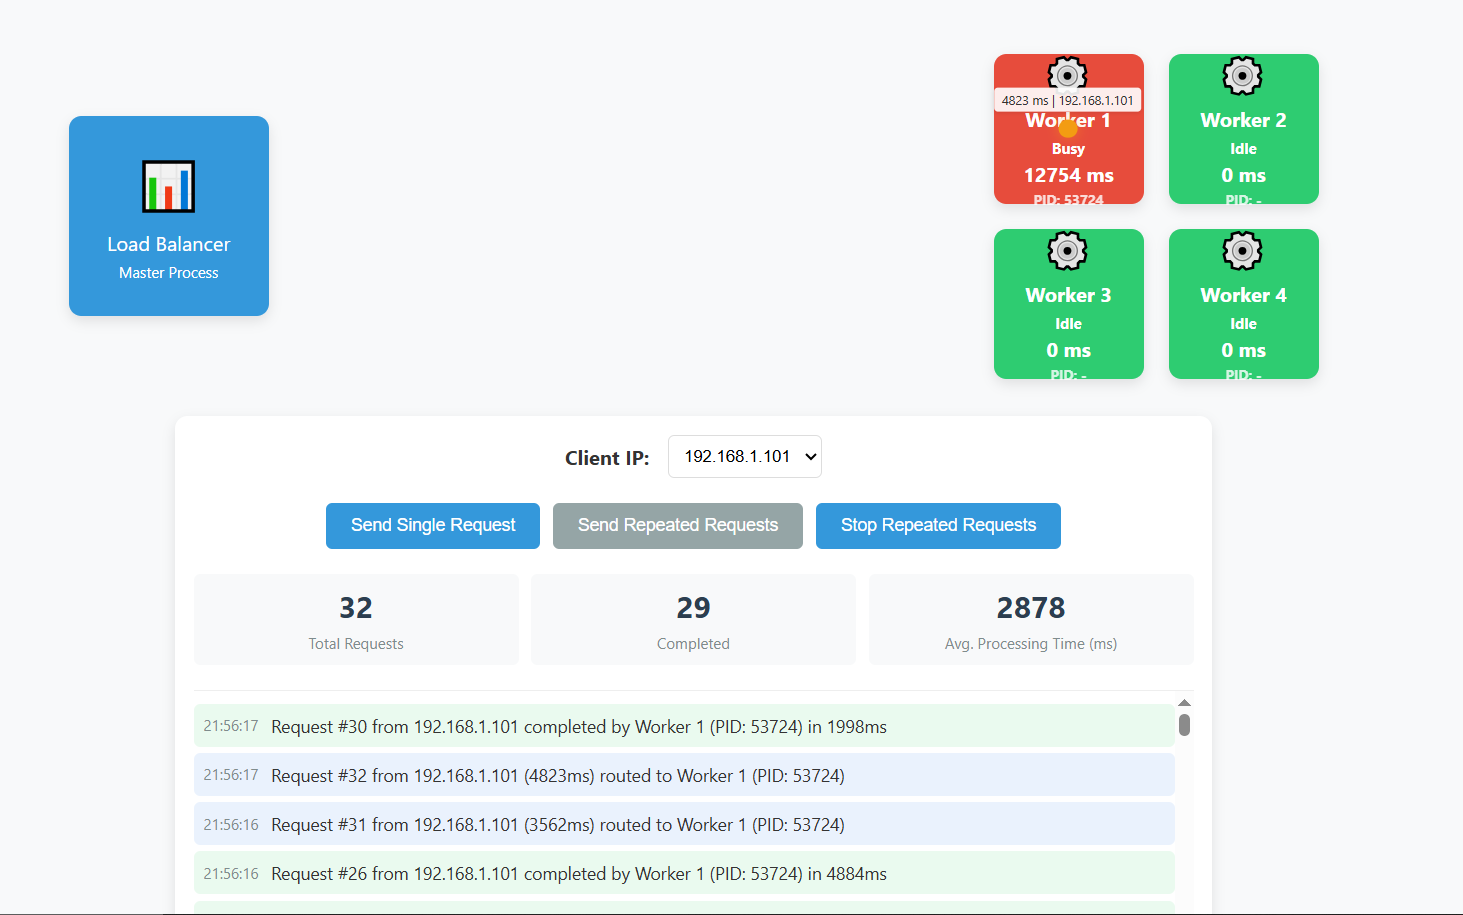 Load Balancer
Master Process
4823 ms | 192.168.1.101
Worker 1
Busy
12754 ms
PID: 53724
Worker 2
Idle
0 ms
PID: -
Worker 3
Idle
0 ms
PID: -
Worker 4
Idle
0 ms
PID: -
Client IP: 192.168.1.101
Send Single Request Send Repeated Requests Stop Repeated Requests
32 29 2878
Total Requests Completed Avg. Processing Time (ms)
21:56:17 Request #30 from 192.168.1.101 completed by Worker 1 (PID: 53724) in 1998ms
21:56:17 Request #32 from 192.168.1.101 (4823ms) routed to Worker 1 (PID: 53724)
21:56:16 Request #31 from 192.168.1.101 (3562ms) routed to Worker 1 (PID: 53724)
21:56:16 Request #26 from 192.168.1.101 completed by Worker 1 (PID: 53724) in 4884ms